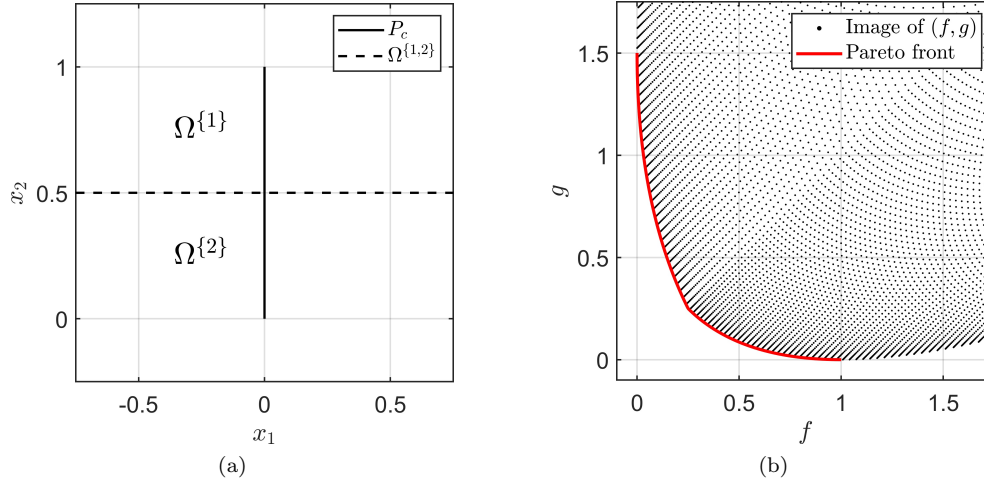 P_c
Ω^{{1,2}}
1
Ω^{{1}}
x_2
0.5
Ω^{{2}}
0
-0.5
0
0.5
x_1
(a)
Image of (f, g)
Pareto front
1.5
1
g
0.5
0
0
0.5
1
1.5
f
(b)